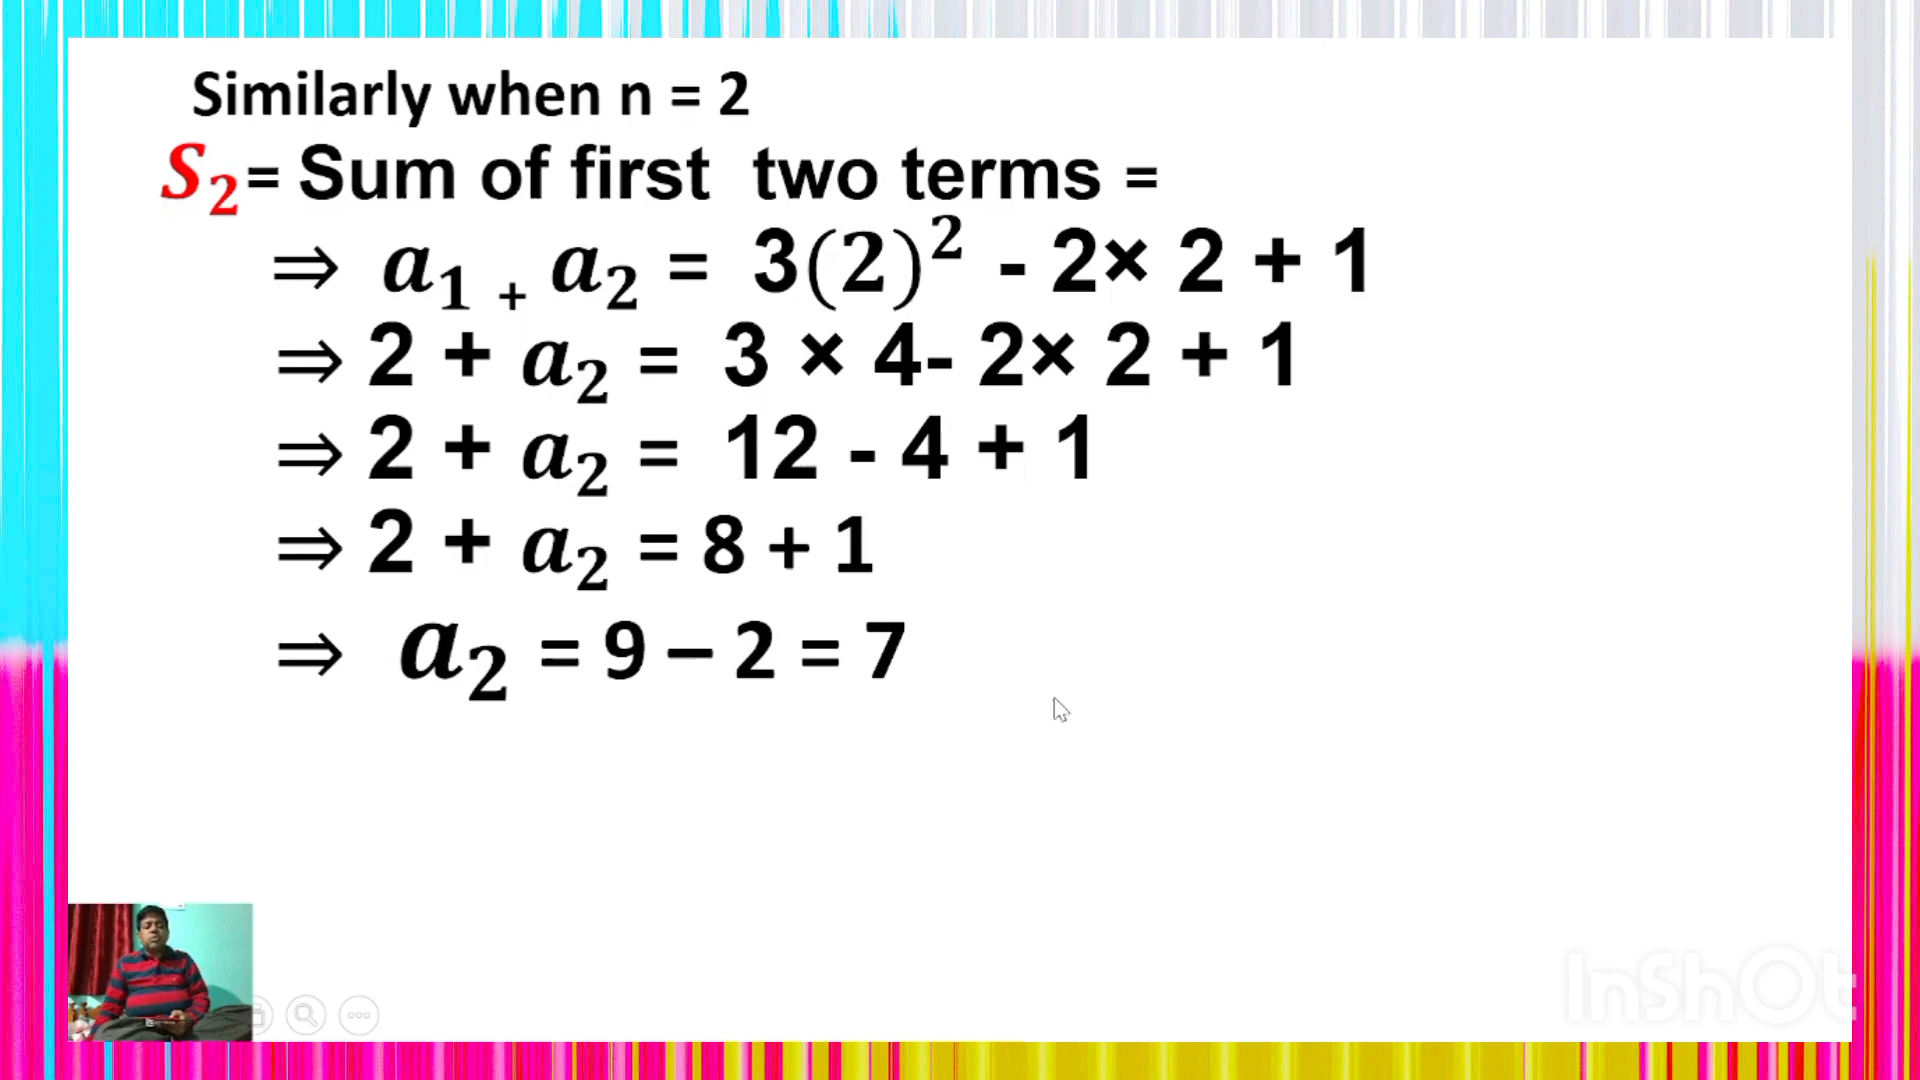 Similarly when n = 2
S₂ = Sum of first two terms =
⇒ a₁ + a₂ = 3(2)² - 2× 2 + 1
⇒ 2 + a₂ = 3 × 4- 2× 2 + 1
⇒ 2 + a₂ = 12 - 4 + 1
⇒ 2 + a₂ = 8 + 1
⇒ a₂ = 9 – 2 = 7
InShOt